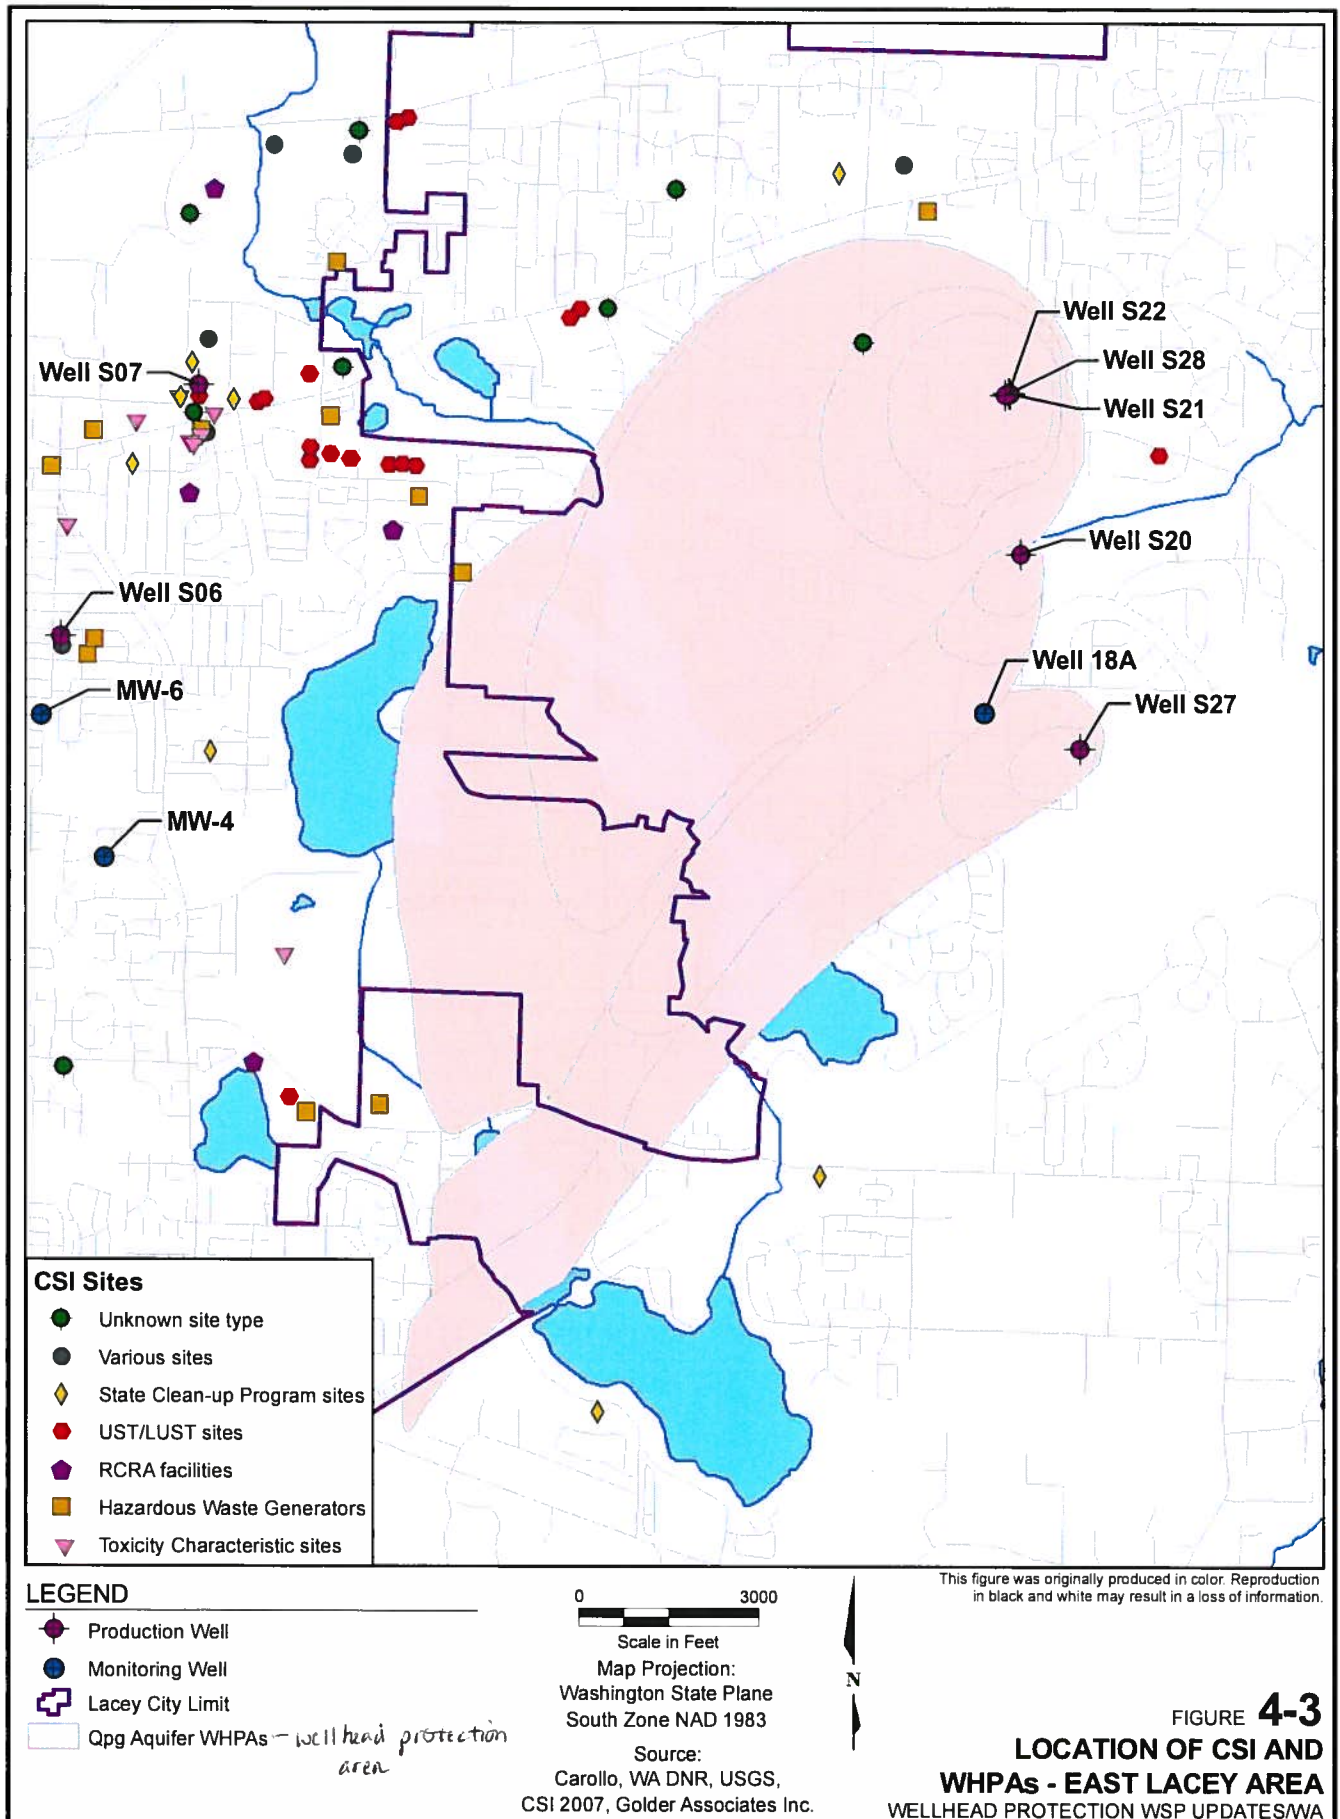 Well S22
Well S28
Well S07
Well S21
Well S20
Well S06
Well 18A
MW-6
Well S27
MW-4
CSI Sites
Unknown site type
Various sites
State Clean-up Program sites
UST/LUST sites
RCRA facilities
Hazardous Waste Generators
Toxicity Characteristic sites
This figure was originally produced in color. Reproduction
in black and white may result in a loss of information.
LEGEND
Production Well
Monitoring Well
Lacey City Limit
Qpg Aquifer WHPAs - wellhead protection
area
0 3000
Scale in Feet
Map Projection:
Washington State Plane
South Zone NAD 1983
Source:
Carollo, WA DNR, USGS,
CSI 2007, Golder Associates Inc.
N
FIGURE 4-3
LOCATION OF CSI AND
WHPAs - EAST LACEY AREA
WELLHEAD PROTECTION WSP UPDATES/WA